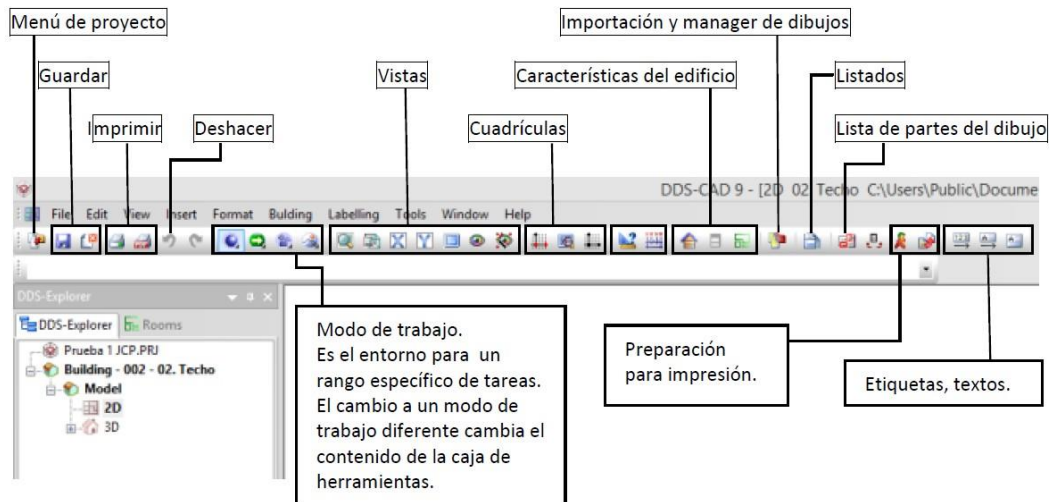 Menú de proyecto
Importación y manager de dibujos
Guardar
Vistas
Características del edificio
Listados
Imprimir
Deshacer
Cuadrículas
Lista de partes del dibujo
DDS-CAD 9 - [2D 02. Techo C:\Users\Public\Docume
File Edit View Insert Format Bulding Labelling Tools Window Help
DDS-Explorer
DDS-Explorer Rooms
Prueba 1 JCP.PRJ
Building - 002 - 02. Techo
Model
2D
3D
Modo de trabajo.
Es el entorno para un
rango específico de tareas.
El cambio a un modo de
trabajo diferente cambia el
contenido de la caja de
herramientas.
Preparación
para impresión.
Etiquetas, textos.